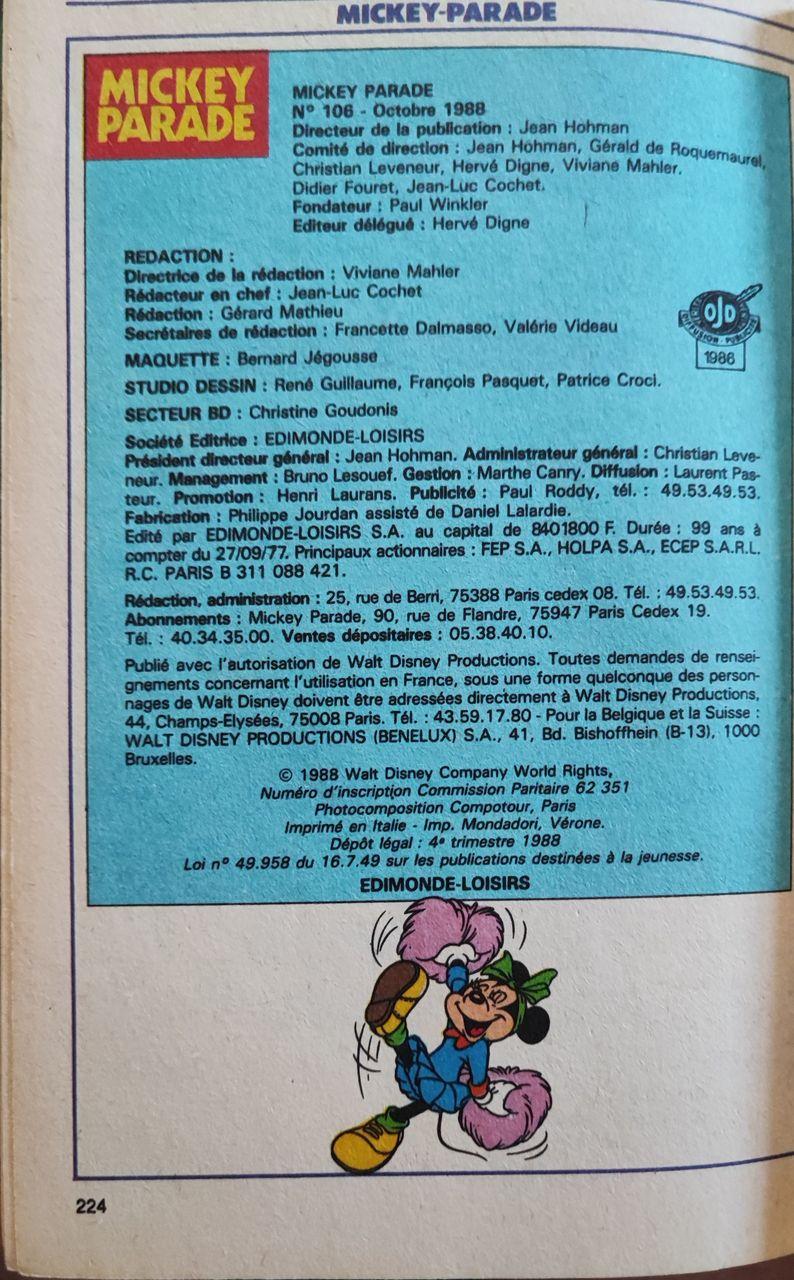 MICKEY-PARADE
MICKEY
PARADE
MICKEY PARADE
N° 106 - Octobre 1988
Directeur de la publication : Jean Hohman
Comité de direction : Jean Hohman, Gérald de Roquemaurel,
Christian Leveneur, Hervé Digne, Viviane Mahler,
Didier Fouret, Jean-Luc Cochet.
Fondateur : Paul Winkler
Editeur délégué : Hervé Digne
REDACTION :
Directrice de la rédaction : Viviane Mahler
Rédacteur en chef : Jean-Luc Cochet
Rédaction : Gérard Mathieu
Secrétaires de rédaction : Francette Dalmasso, Valérie Videau
OJD
DIFFUSION - PUBLICITÉ
1986
MAQUETTE : Bernard Jégousse
STUDIO DESSIN : René Guillaume, François Pasquet, Patrice Croci.
SECTEUR BD : Christine Goudonis
Société Editrice : EDIMONDE-LOISIRS
Président directeur général : Jean Hohman. Administrateur général : Christian Leve-
neur. Management : Bruno Lesouef. Gestion : Marthe Canry. Diffusion : Laurent Pas-
teur. Promotion : Henri Laurans. Publicité : Paul Roddy, tél. : 49.53.49.53.
Fabrication : Philippe Jourdan assisté de Daniel Lalardie.
Edité par EDIMONDE-LOISIRS S.A. au capital de 8401800 F. Durée : 99 ans à
compter du 27/09/77. Principaux actionnaires : FEP S.A., HOLPA S.A., ECEP S.A.R.L.
R.C. PARIS B 311 088 421.
Rédaction, administration : 25, rue de Berri, 75388 Paris cedex 08. Tél. : 49.53.49.53.
Abonnements : Mickey Parade, 90, rue de Flandre, 75947 Paris Cedex 19.
Tél. : 40.34.35.00. Ventes dépositaires : 05.38.40.10.
Publié avec l'autorisation de Walt Disney Productions. Toutes demandes de rensei-
gnements concernant l'utilisation en France, sous une forme quelconque des person-
nages de Walt Disney doivent être adressées directement à Walt Disney Productions,
44, Champs-Elysées, 75008 Paris. Tél. : 43.59.17.80 - Pour la Belgique et la Suisse :
WALT DISNEY PRODUCTIONS (BENELUX) S.A., 41, Bd. Bishoffhein (B-13), 1000
Bruxelles.
© 1988 Walt Disney Company World Rights,
Numéro d'inscription Commission Paritaire 62 351
Photocomposition Compotour, Paris
Imprimé en Italie - Imp. Mondadori, Vérone.
Dépôt légal : 4e trimestre 1988
Loi n° 49.958 du 16.7.49 sur les publications destinées à la jeunesse.
EDIMONDE-LOISIRS
224